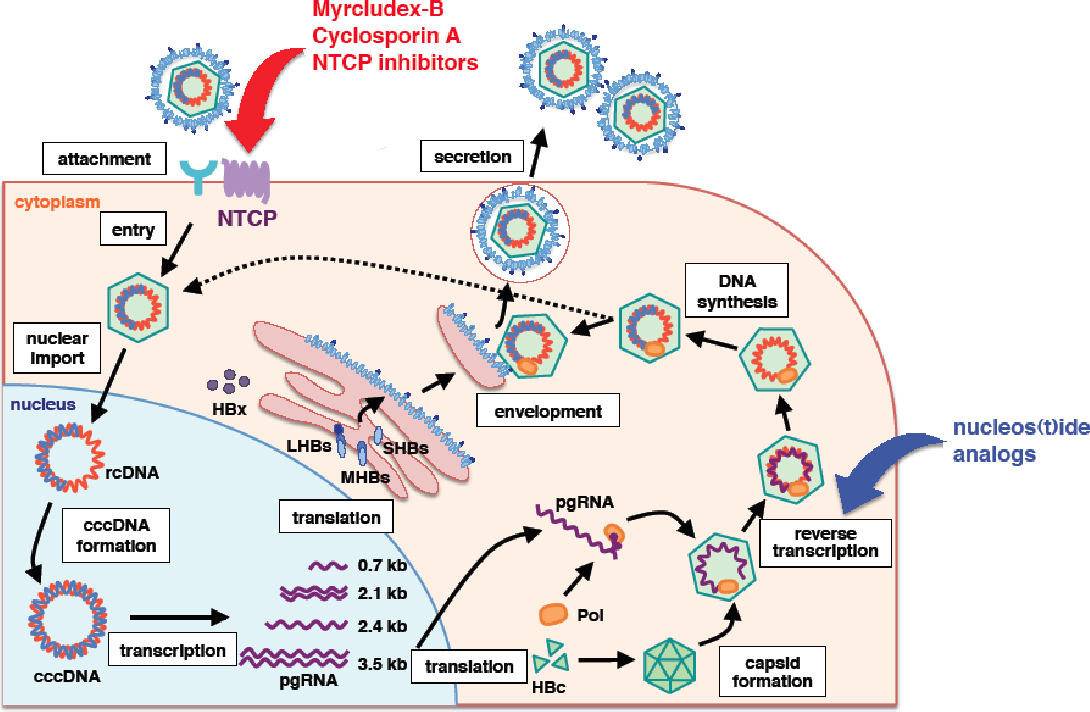 Myrcludex-B
Cyclosporin A
NTCP inhibitors
attachment
secretion
cytoplasm
NTCP
entry
DNA
synthesis
nuclear
import
nucleus
HBx
envelopment
LHBs
SHBs
MHBs
nucleos(t)ide
analogs
rcDNA
translation
pgRNA
cccDNA
formation
reverse
transcription
0.7 kb
2.1 kb
2.4 kb
3.5 kb
Pol
transcription
pgRNA
cccDNA
translation
HBc
capsid
formation